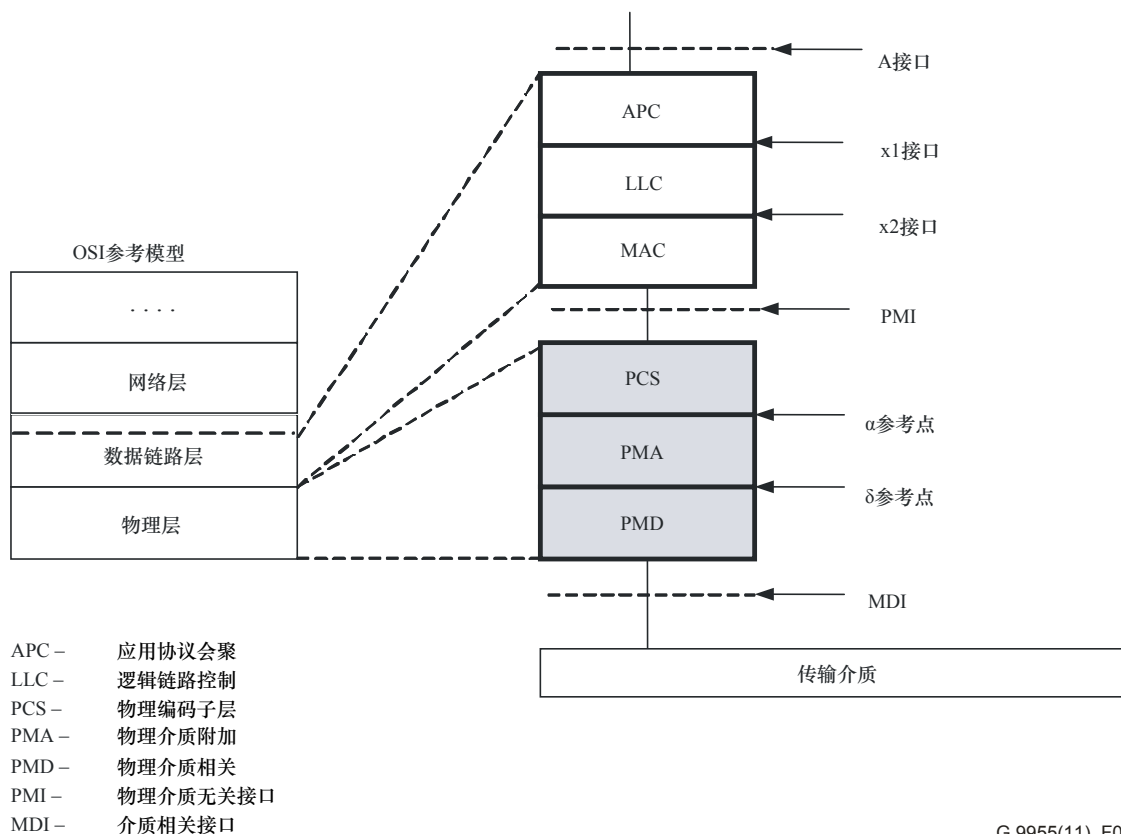 A接口
APC
x1接口
LLC
x2接口
MAC
OSI参考模型
. . . .
网络层
数据链路层
物理层
PMI
PCS
α参考点
PMA
δ参考点
PMD
MDI
传输介质
APC – 应用协议会聚
LLC – 逻辑链路控制
PCS – 物理编码子层
PMA – 物理介质附加
PMD – 物理介质相关
PMI – 物理介质无关接口
MDI – 介质相关接口